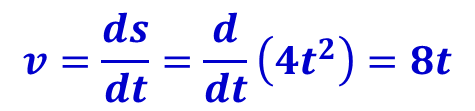 v = ds/dt = d/dt (4t²) = 8t